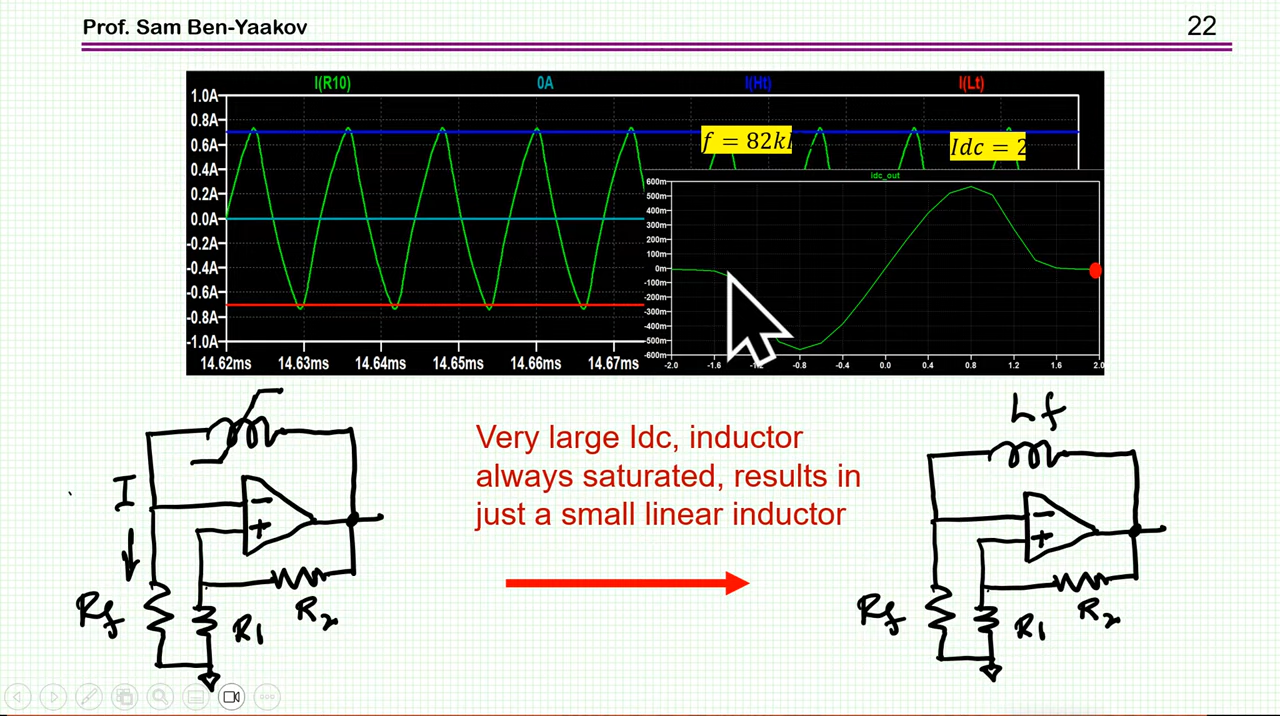 Prof. Sam Ben-Yaakov
22
I(R10) 0A I(Ht) I(Lt)
1.0A
0.8A
0.6A
0.4A
0.2A
0.0A
-0.2A
-0.4A
-0.6A
-0.8A
-1.0A
14.62ms 14.63ms 14.64ms 14.65ms 14.66ms 14.67ms
f = 82k
Idc = 2
idc_out
600m
500m
400m
300m
200m
100m
0m
-100m
-200m
-300m
-400m
-500m
-600m
-2.0 -1.6 -0.8 -0.4 0.0 0.4 0.8 1.2 1.6 2.0
I
−
+
Rf
R1
R2
Very large Idc, inductor
always saturated, results in
just a small linear inductor
Lf
−
+
Rf
R1
R2